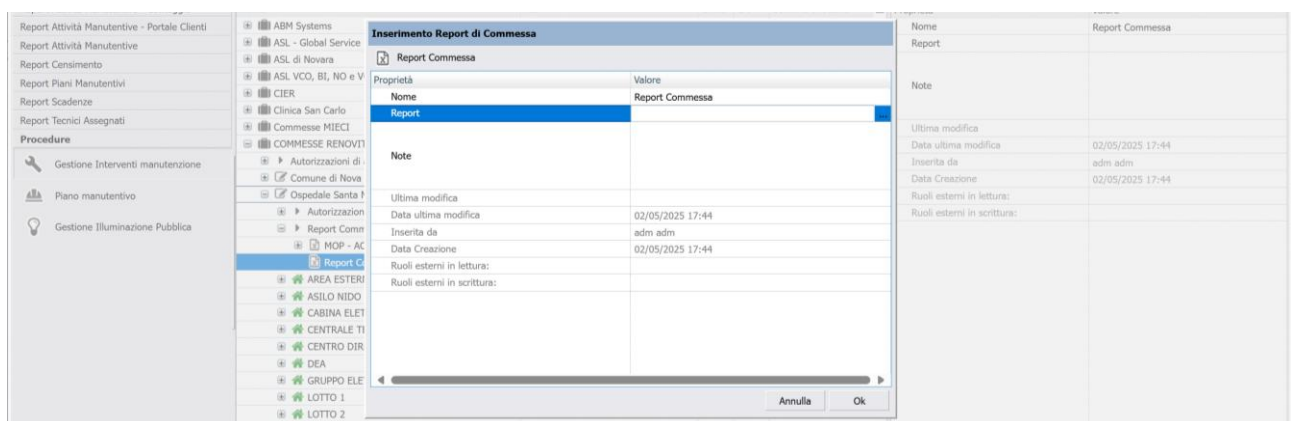 Report Attività Manutentive - Portale Clienti
Report Attività Manutentive
Report Censimento
Report Piani Manutentivi
Report Scadenze
Report Tecnici Assegnati
Procedure
Gestione Interventi manutenzione
Piano manutentivo
Gestione Illuminazione Pubblica
ABM Systems
ASL - Global Service
ASL di Novara
ASL VCO, BI, NO e V
CIER
Clinica San Carlo
Commesse MIECI
COMMESSE RENOVIT
Autorizzazioni di
Comune di Nova
Ospedale Santa M
Autorizzazion
Report Comm
MOP - AC
Report Co
AREA ESTER
ASILO NIDO
CABINA ELET
CENTRALE TI
CENTRO DIR
DEA
GRUPPO ELE
LOTTO 1
LOTTO 2
Inserimento Report di Commessa
Report Commessa
Proprietà Valore
Nome Report Commessa
Report ...
Note
Ultima modifica
Data ultima modifica 02/05/2025 17:44
Inserita da adm adm
Data Creazione 02/05/2025 17:44
Ruoli esterni in lettura:
Ruoli esterni in scrittura:
Annulla Ok
Nome Report Commessa
Report
Note
Ultima modifica
Data ultima modifica 02/05/2025 17:44
Inserita da adm adm
Data Creazione 02/05/2025 17:44
Ruoli esterni in lettura:
Ruoli esterni in scrittura: